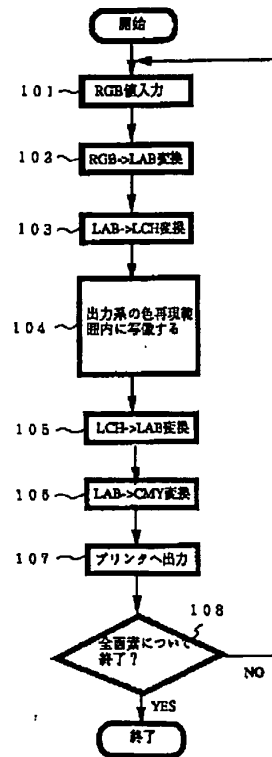 開始
101 RGB値入力
102 RGB->LAB変換
103 LAB->LCH変換
104 出力系の色再現範
囲内に写像する
105 LCH->LAB変換
106 LAB->CMY変換
107 プリンタへ出力
108
全画素について
終了?
NO
YES
終了